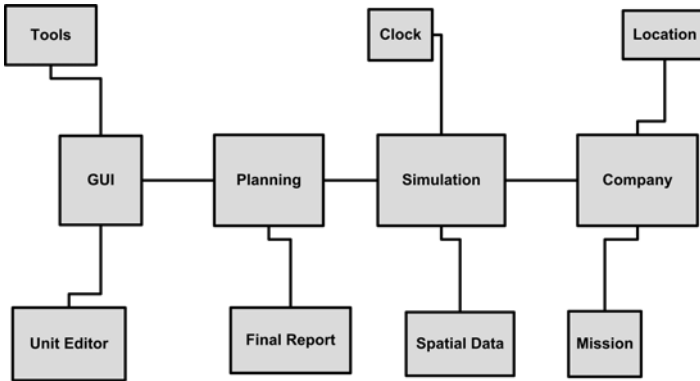 Tools
Clock
Location
GUI
Planning
Simulation
Company
Unit Editor
Final Report
Spatial Data
Mission